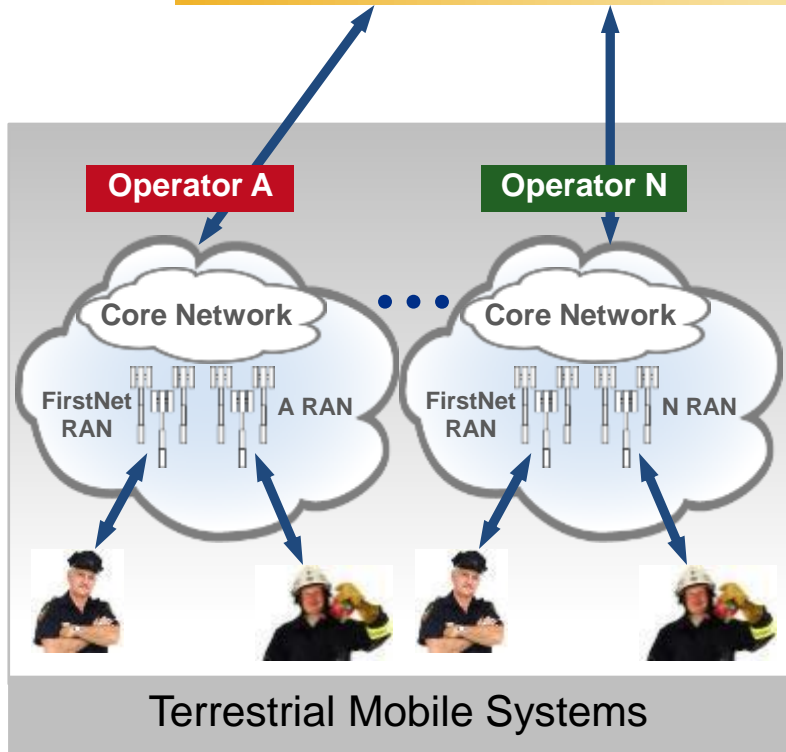 Operator A
Operator N
Core Network
Core Network
FirstNet
RAN
A RAN
FirstNet
RAN
N RAN
Terrestrial Mobile Systems